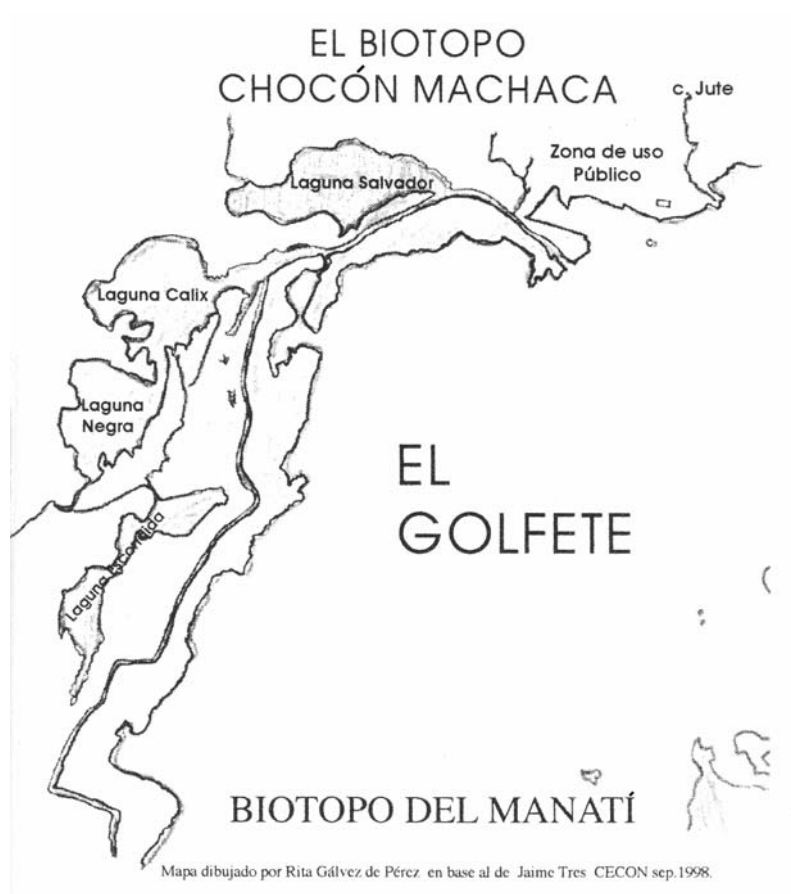 EL BIOTOPO
CHOCÓN MACHACA
c. Jute
Zona de uso
Público
Laguna Salvador
Laguna Calix
Laguna
Negra
EL
GOLFETE
Laguna Escondida
BIOTOPO DEL MANATÍ
Mapa dibujado por Rita Gálvez de Pérez en base al de Jaime Tres CECON sep.1998.